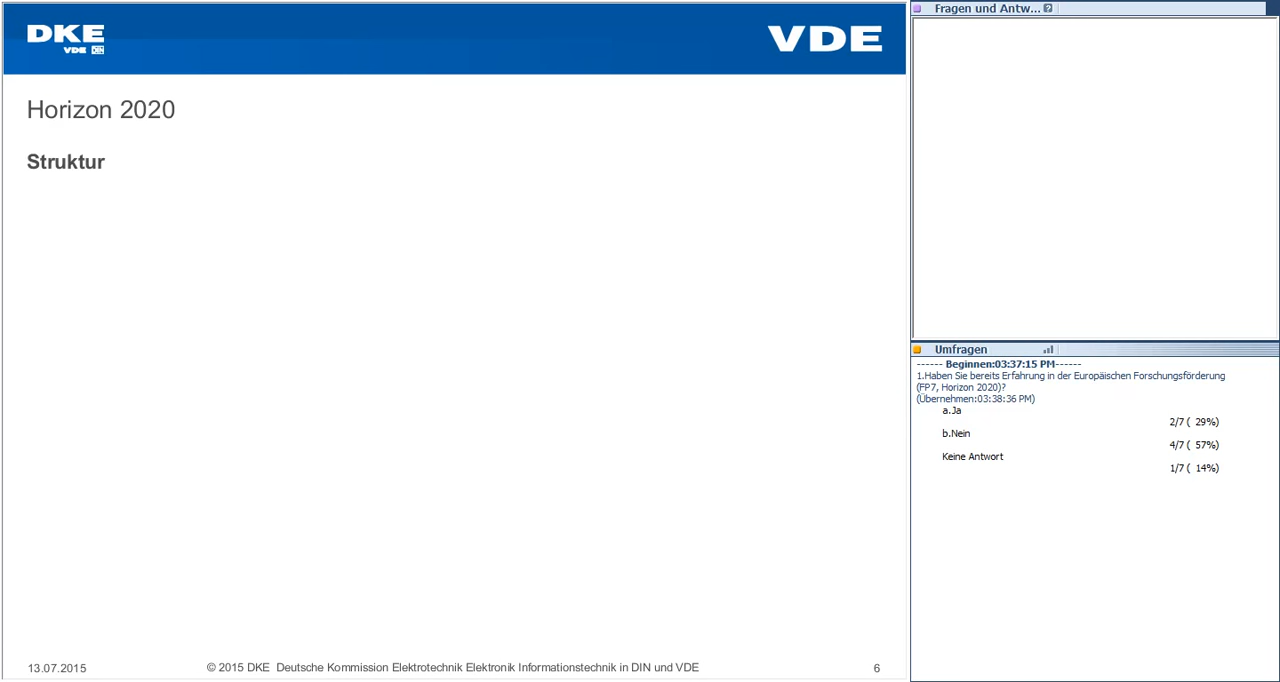 DKE
VDE DIN
VDE
Horizon 2020
Struktur
13.07.2015
© 2015 DKE Deutsche Kommission Elektrotechnik Elektronik Informationstechnik in DIN und VDE
6
Fragen und Antw...
Umfragen
------ Beginnen:03:37:15 PM------
1.Haben Sie bereits Erfahrung in der Europäischen Forschungsförderung
(FP7, Horizon 2020)?
(Übernehmen:03:38:36 PM)
a.Ja
2/7 ( 29%)
b.Nein
4/7 ( 57%)
Keine Antwort
1/7 ( 14%)